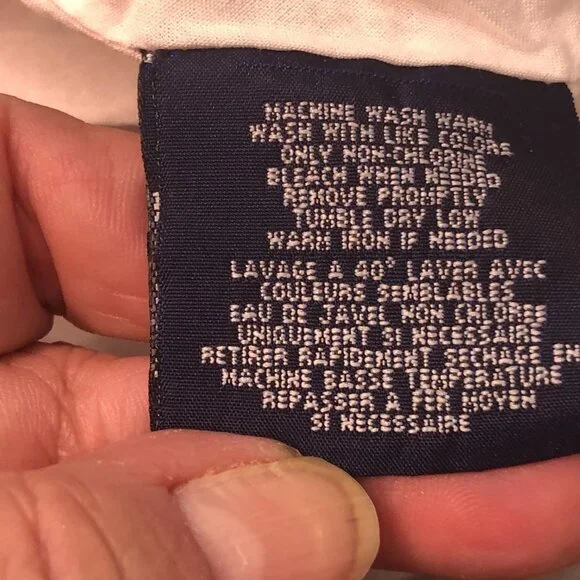 MACHINE WASH WARM
WASH WITH LIKE COLORS
ONLY NON-CHLORINE
BLEACH WHEN NEEDED
REMOVE PROMPTLY
TUMBLE DRY LOW
WARM IRON IF NEEDED
LAVAGE A 40° LAVER AVEC
COULEURS SEMBLABLES
EAU DE JAVEL NON CHLOREE
UNIQUEMENT SI NECESSAIRE
RETIRER RAPIDEMENT SECHAGE EN
MACHINE BASSE TEMPERATURE
REPASSER A FER MOYEN
SI NECESSAIRE